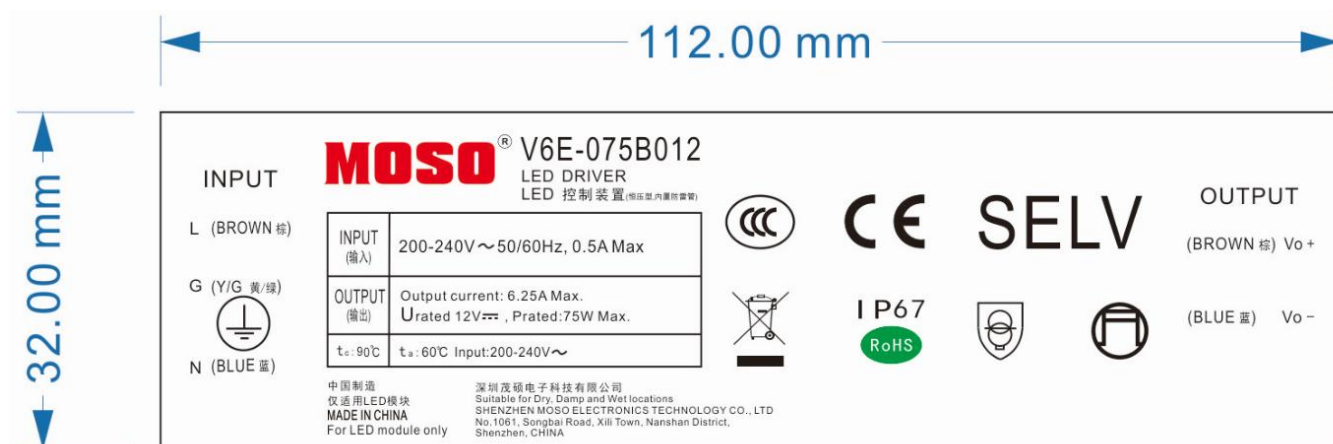 112.00 mm
32.00 mm
INPUT
L (BROWN 棕)
G (Y/G 黄/绿)
N (BLUE 蓝)
MOSO® V6E-075B012
LED DRIVER
LED 控制装置(恒压型,内置防雷管)
INPUT
(输入)
200-240V～50/60Hz, 0.5A Max
OUTPUT
(输出)
Output current: 6.25A Max.
Urated 12V⎓ , Prated:75W Max.
tc: 90℃
ta: 60℃ Input:200-240V～
中国制造
仅适用LED模块
MADE IN CHINA
For LED module only
深圳茂硕电子科技有限公司
Suitable for Dry, Damp and Wet locations
SHENZHEN MOSO ELECTRONICS TECHNOLOGY CO., LTD
No.1061, Songbai Road, Xili Town, Nanshan District,
Shenzhen, CHINA
CCC
CE
SELV
IP67
RoHS
OUTPUT
(BROWN 棕) Vo +
(BLUE 蓝) Vo -